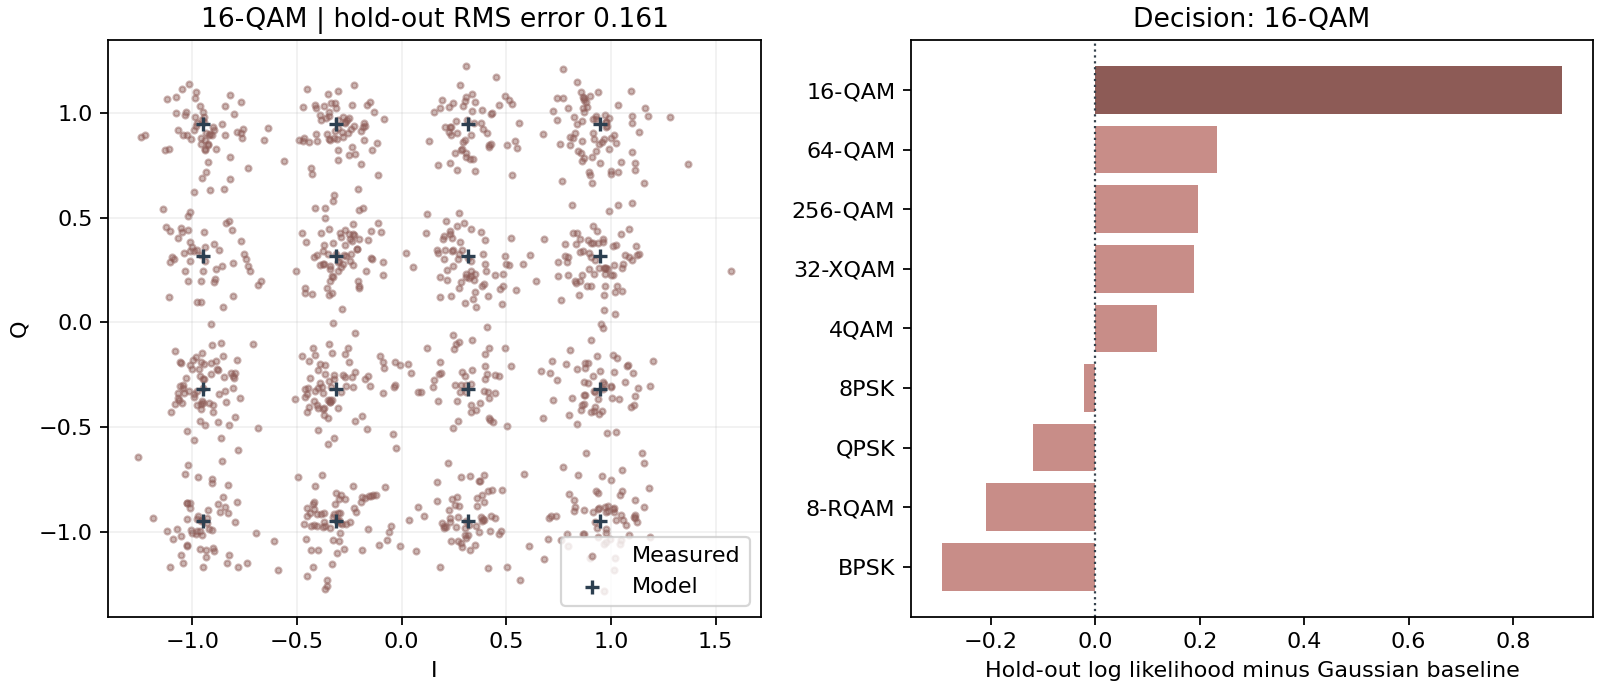 16-QAM | hold-out RMS error 0.161
Q
1.0
0.5
0.0
−0.5
−1.0
−1.0
−0.5
0.0
0.5
1.0
1.5
I
Measured
Model
Decision: 16-QAM
16-QAM
64-QAM
256-QAM
32-XQAM
4QAM
8PSK
QPSK
8-RQAM
BPSK
−0.2
0.0
0.2
0.4
0.6
0.8
Hold-out log likelihood minus Gaussian baseline